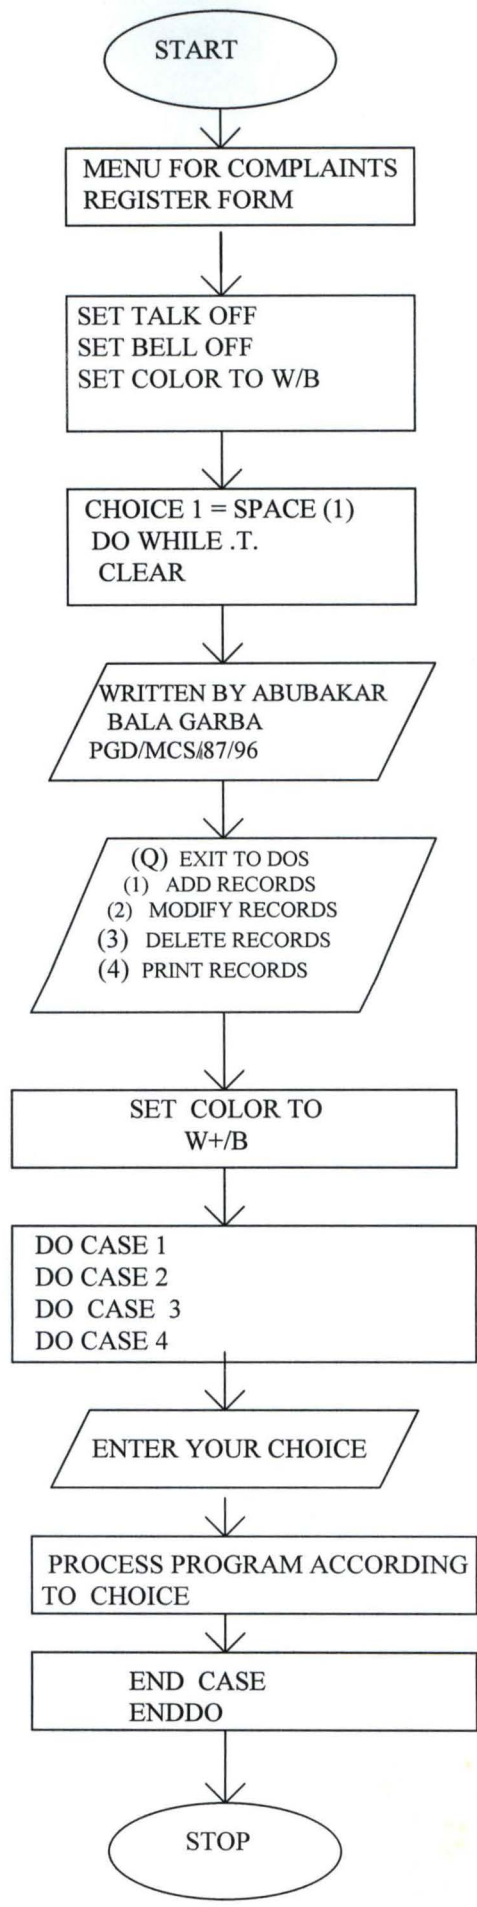 START
MENU FOR COMPLAINTS
REGISTER FORM
SET TALK OFF
SET BELL OFF
SET COLOR TO W/B
CHOICE 1 = SPACE (1)
DO WHILE .T.
CLEAR
WRITTEN BY ABUBAKAR
BALA GARBA
PGD/MCS/487/96
(Q) EXIT TO DOS
(1) ADD RECORDS
(2) MODIFY RECORDS
(3) DELETE RECORDS
(4) PRINT RECORDS
SET COLOR TO
W+/B
DO CASE 1
DO CASE 2
DO CASE 3
DO CASE 4
ENTER YOUR CHOICE
PROCESS PROGRAM ACCORDING
TO CHOICE
END CASE
ENDDO
STOP